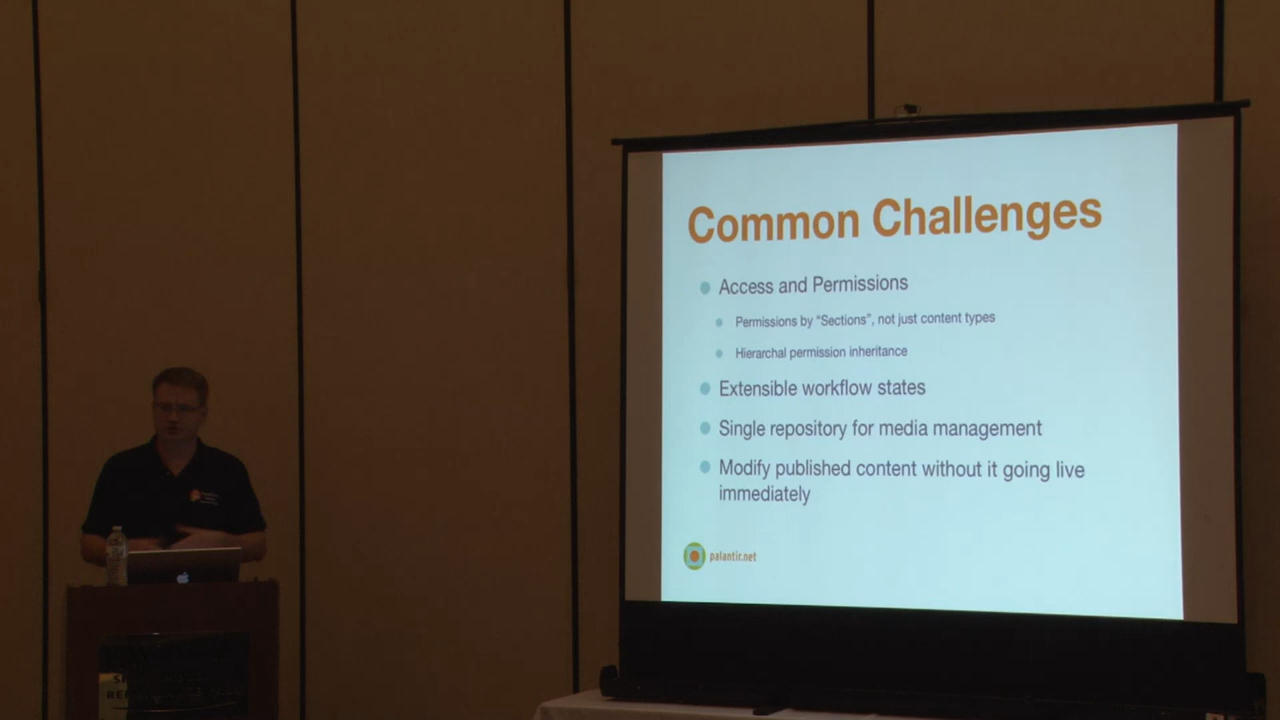 Common Challenges
Access and Permissions
Permissions by “Sections”, not just content types
Hierarchal permission inheritance
Extensible workflow states
Single repository for media management
Modify published content without it going live
immediately
palantir.net